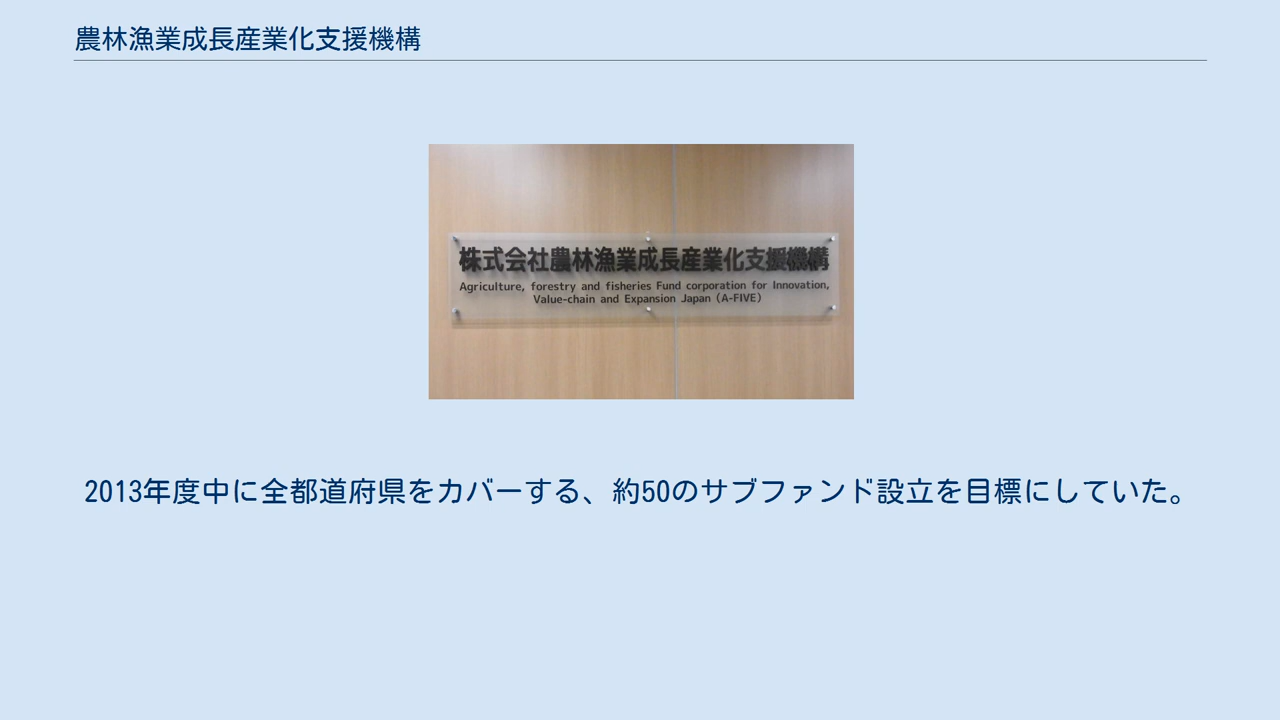 農林漁業成長産業化支援機構
株式会社農林漁業成長産業化支援機構
Agriculture, forestry and fisheries Fund corporation for Innovation,
Value-chain and Expansion Japan (A-FIVE)
2013年度中に全都道府県をカバーする、約50のサブファンド設立を目標にしていた。